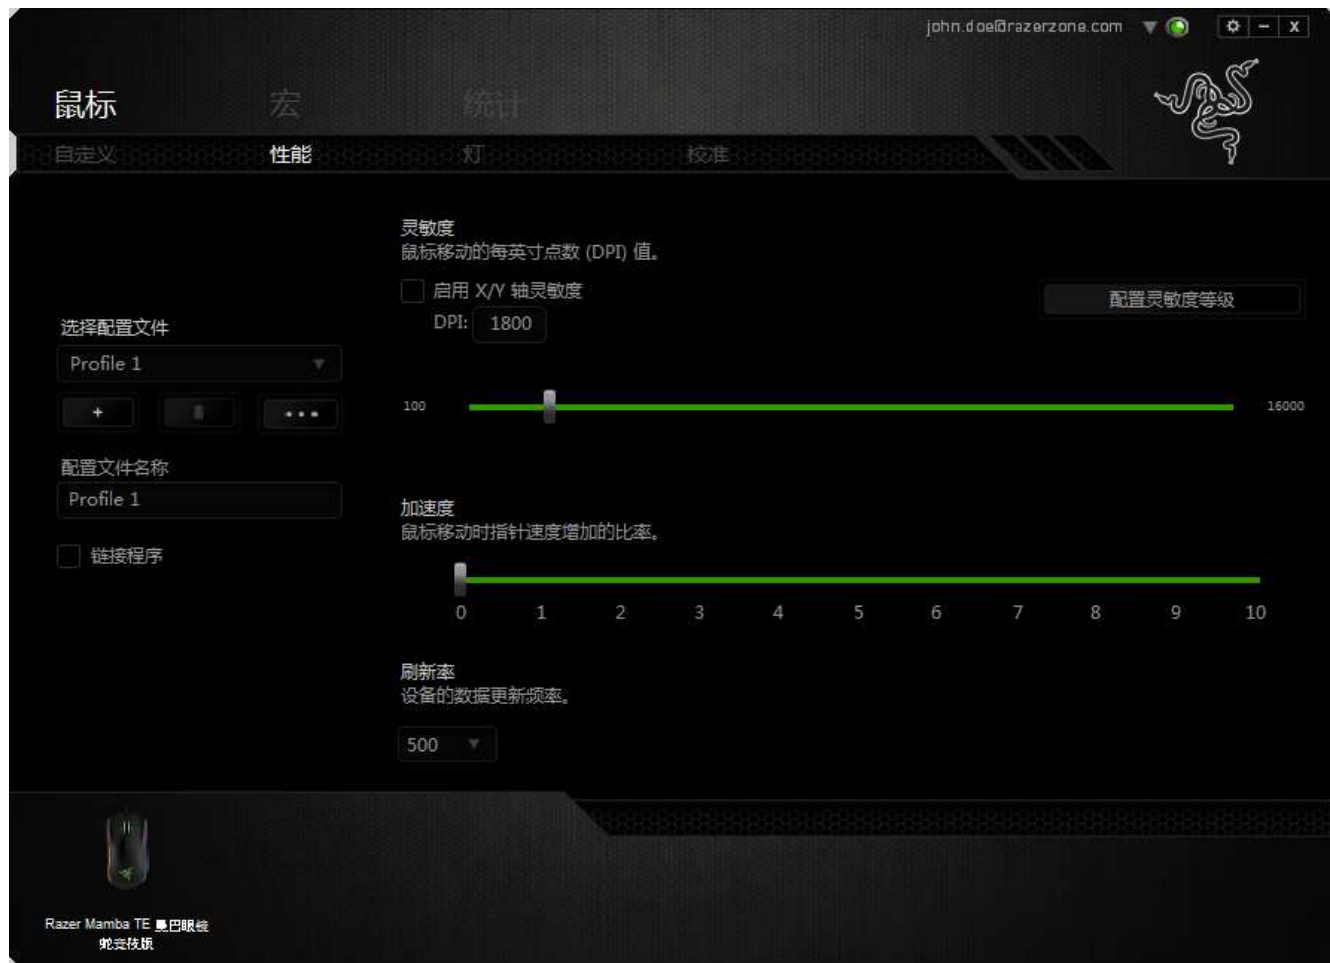 john.doe@razerzone.com
鼠标 宏 统计
自定义 性能 灯 校准
灵敏度
鼠标移动的每英寸点数 (DPI) 值。
启用 X/Y 轴灵敏度
配置灵敏度等级
DPI: 1800
选择配置文件
Profile 1
100 16000
配置文件名称
Profile 1
链接程序
加速度
鼠标移动时指针速度增加的比率。
0 1 2 3 4 5 6 7 8 9 10
刷新率
设备的数据更新频率。
500
Razer Mamba TE 曼巴眼镜
蛇竞技版